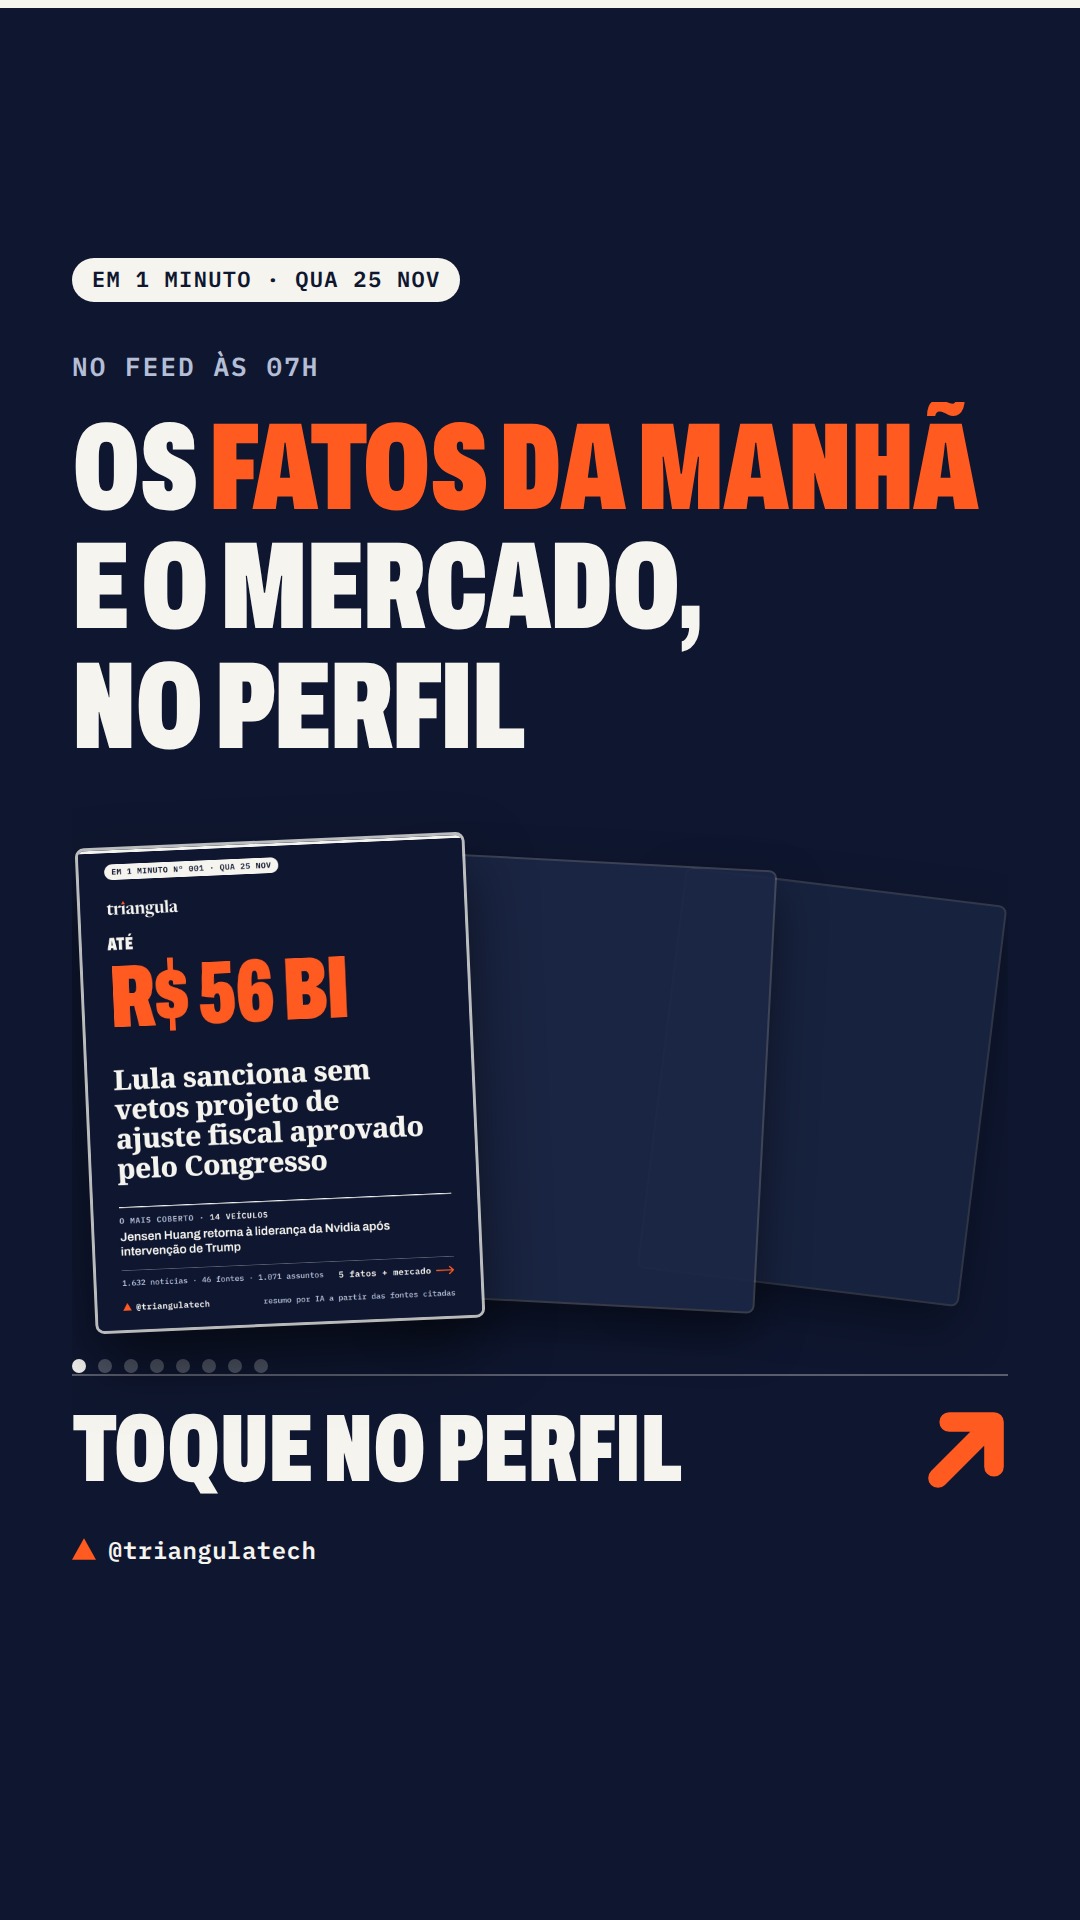 EM 1 MINUTO · QUA 25 NOV
NO FEED ÀS 07H
OS FATOS DA MANHÃ
E O MERCADO,
NO PERFIL
EM 1 MINUTO Nº 001 · QUA 25 NOV
triangula
ATÉ
R$ 56 BI
Lula sanciona sem
vetos projeto de
ajuste fiscal aprovado
pelo Congresso
O MAIS COBERTO · 14 VEÍCULOS
Jensen Huang retorna à liderança da Nvidia após
intervenção de Trump
1.632 notícias · 46 fontes · 1.071 assuntos 5 fatos + mercado
@triangulatech resumo por IA a partir das fontes citadas
TOQUE NO PERFIL
@triangulatech